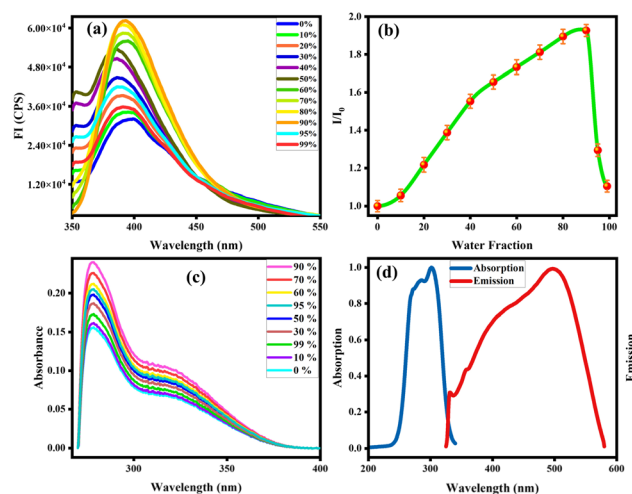 (a)
FI (CPS)
6.00×10⁴
4.80×10⁴
3.60×10⁴
2.40×10⁴
1.20×10⁴
350 400 450 500 550
Wavelength (nm)
0%
10%
20%
30%
40%
50%
60%
70%
80%
90%
95%
99%
(b)
I/I₀
2.0
1.8
1.6
1.4
1.2
1.0
0 20 40 60 80 100
Water Fraction
(c)
Absorbance
0.20
0.15
0.10
0.05
0.00
300 350 400
Wavelength (nm)
90 %
70 %
60 %
95 %
50 %
30 %
99 %
10 %
0 %
(d)
Absorption
Emission
Absorption
1.0
0.8
0.6
0.4
0.2
0.0
200 300 400 500 600
Wavelength (nm)
Emission